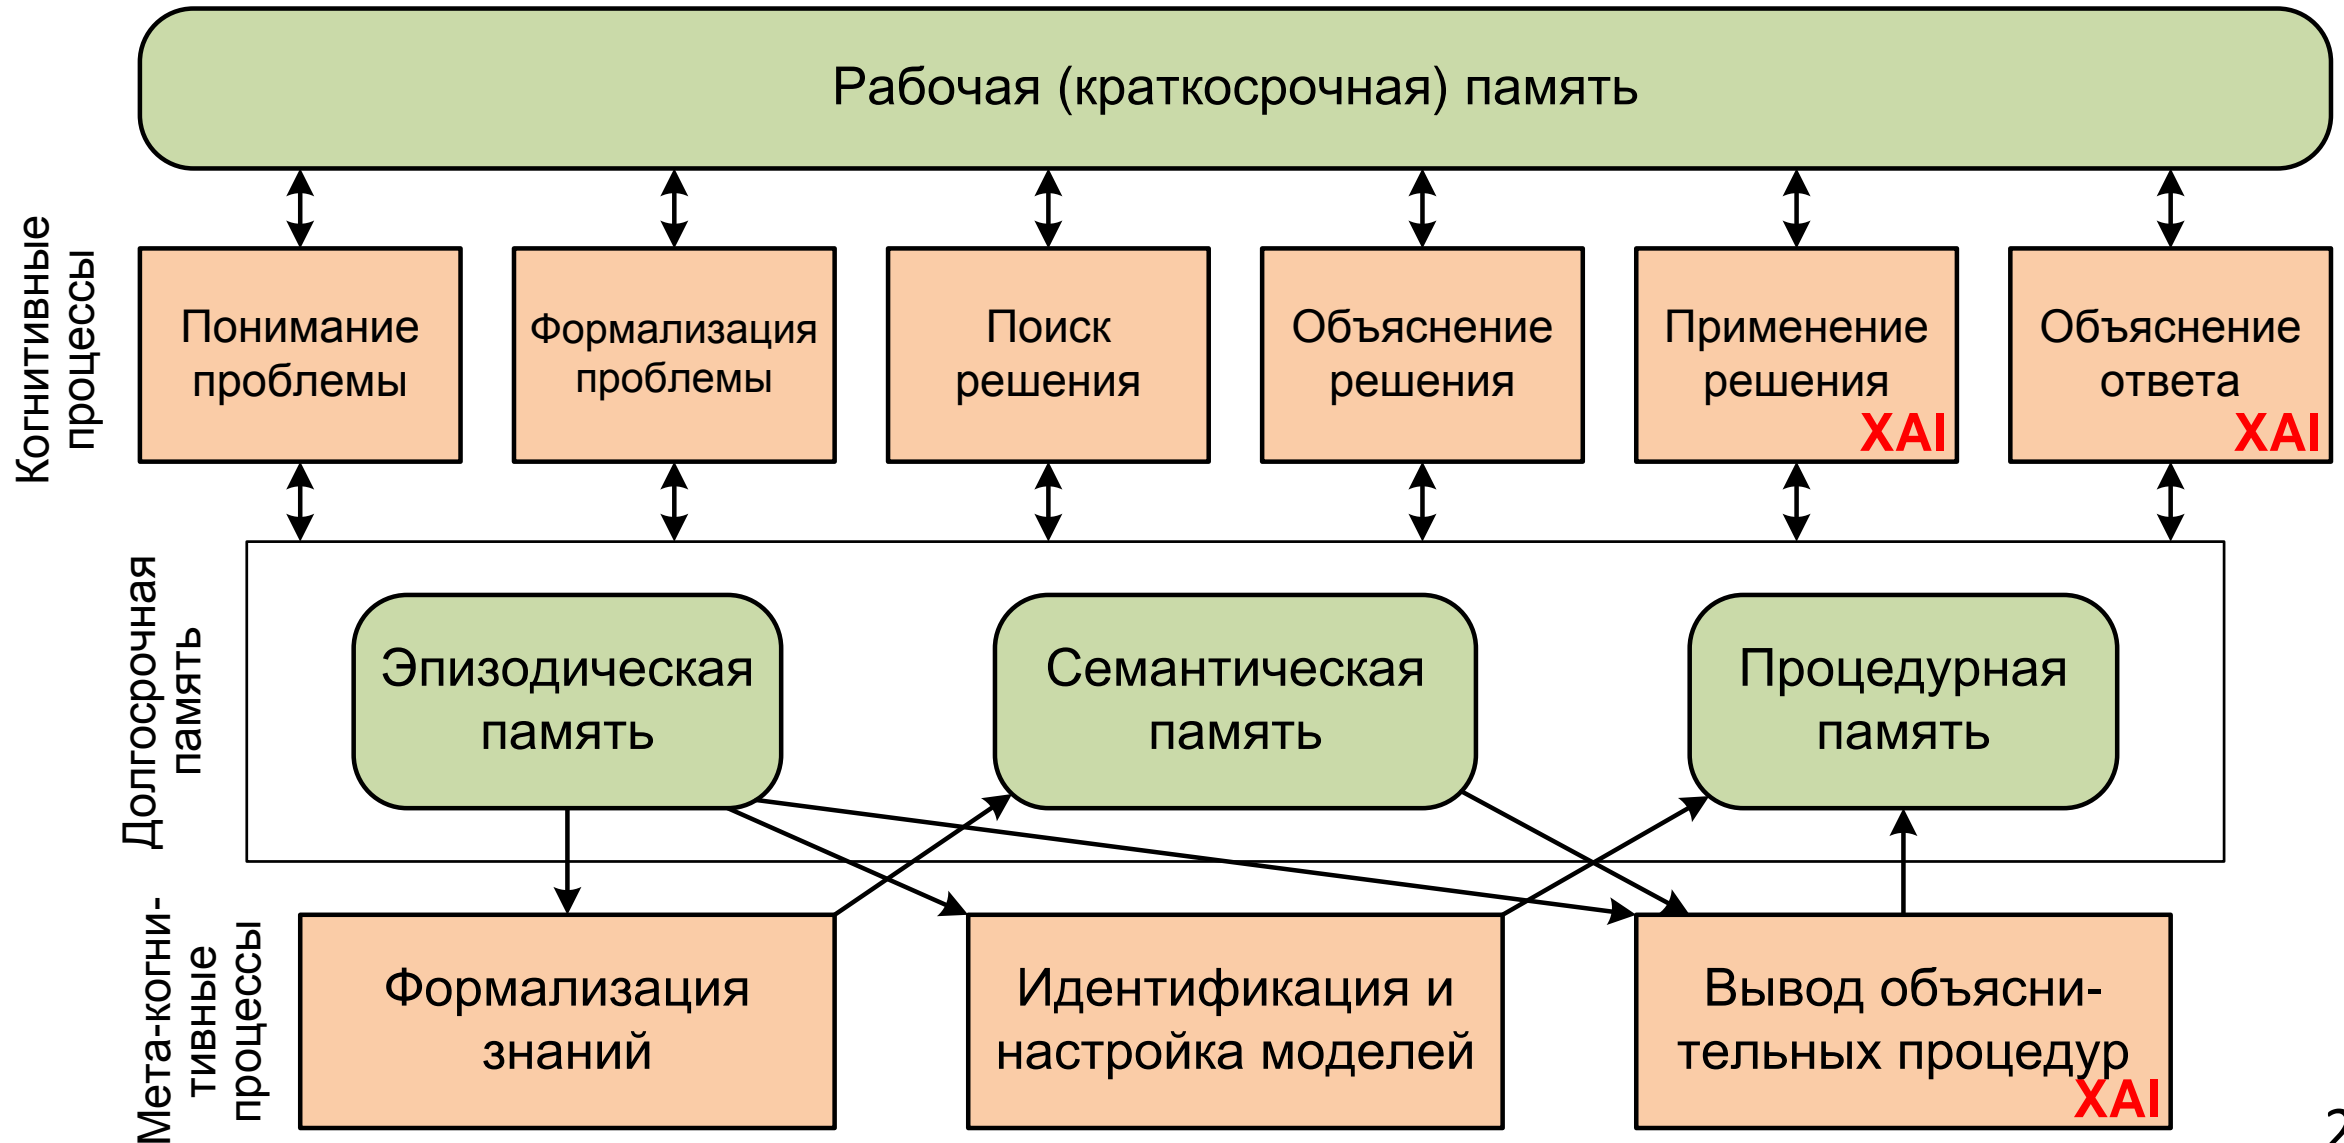 Рабочая (краткосрочная) память
Когнитивные
процессы
Понимание
проблемы
Формализация
проблемы
Поиск
решения
Объяснение
решения
Применение
решения
XAI
Объяснение
ответа
XAI
Долгосрочная
память
Эпизодическая
память
Семантическая
память
Процедурная
память
Мета-когни-
тивные
процессы
Формализация
знаний
Идентификация и
настройка моделей
Вывод объясни-
тельных процедур
XAI